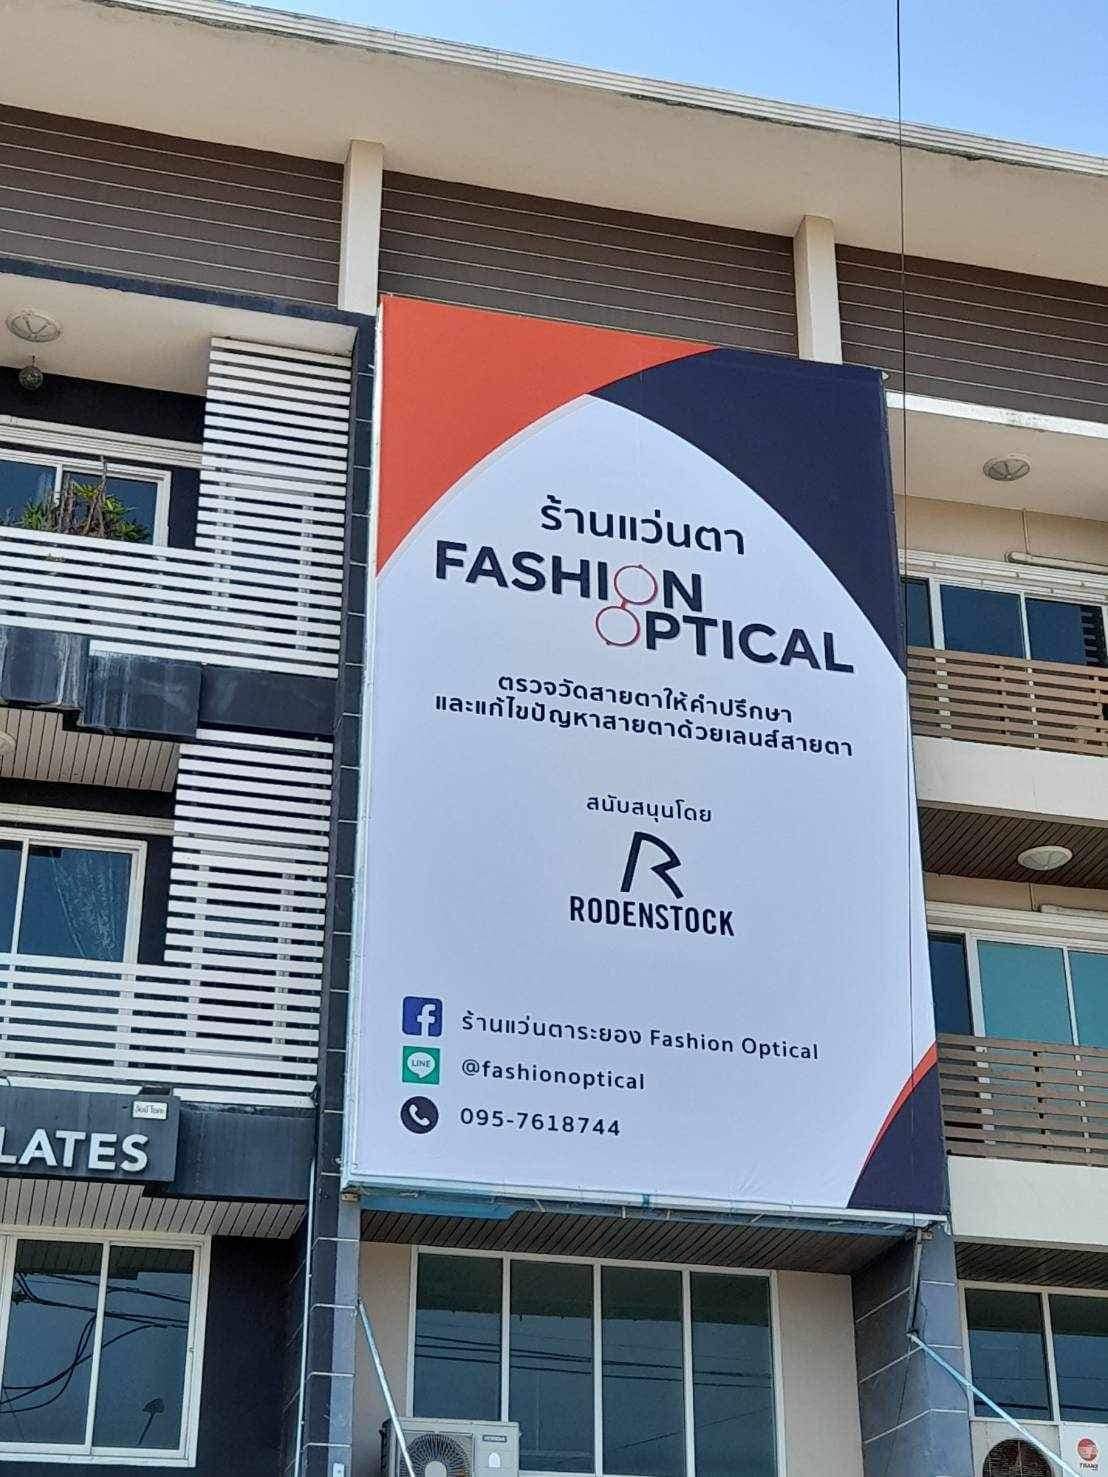 ร้านแว่นตา
FASHION
OPTICAL
ตรวจวัดสายตาให้คำปรึกษา
และแก้ไขปัญหาสายตาด้วยเลนส์สายตา
สนับสนุนโดย
R
RODENSTOCK
f ร้านแว่นตาระยอง Fashion Optical
LINE @fashionoptical
095-7618744
LATES
HITACHI
TRANE